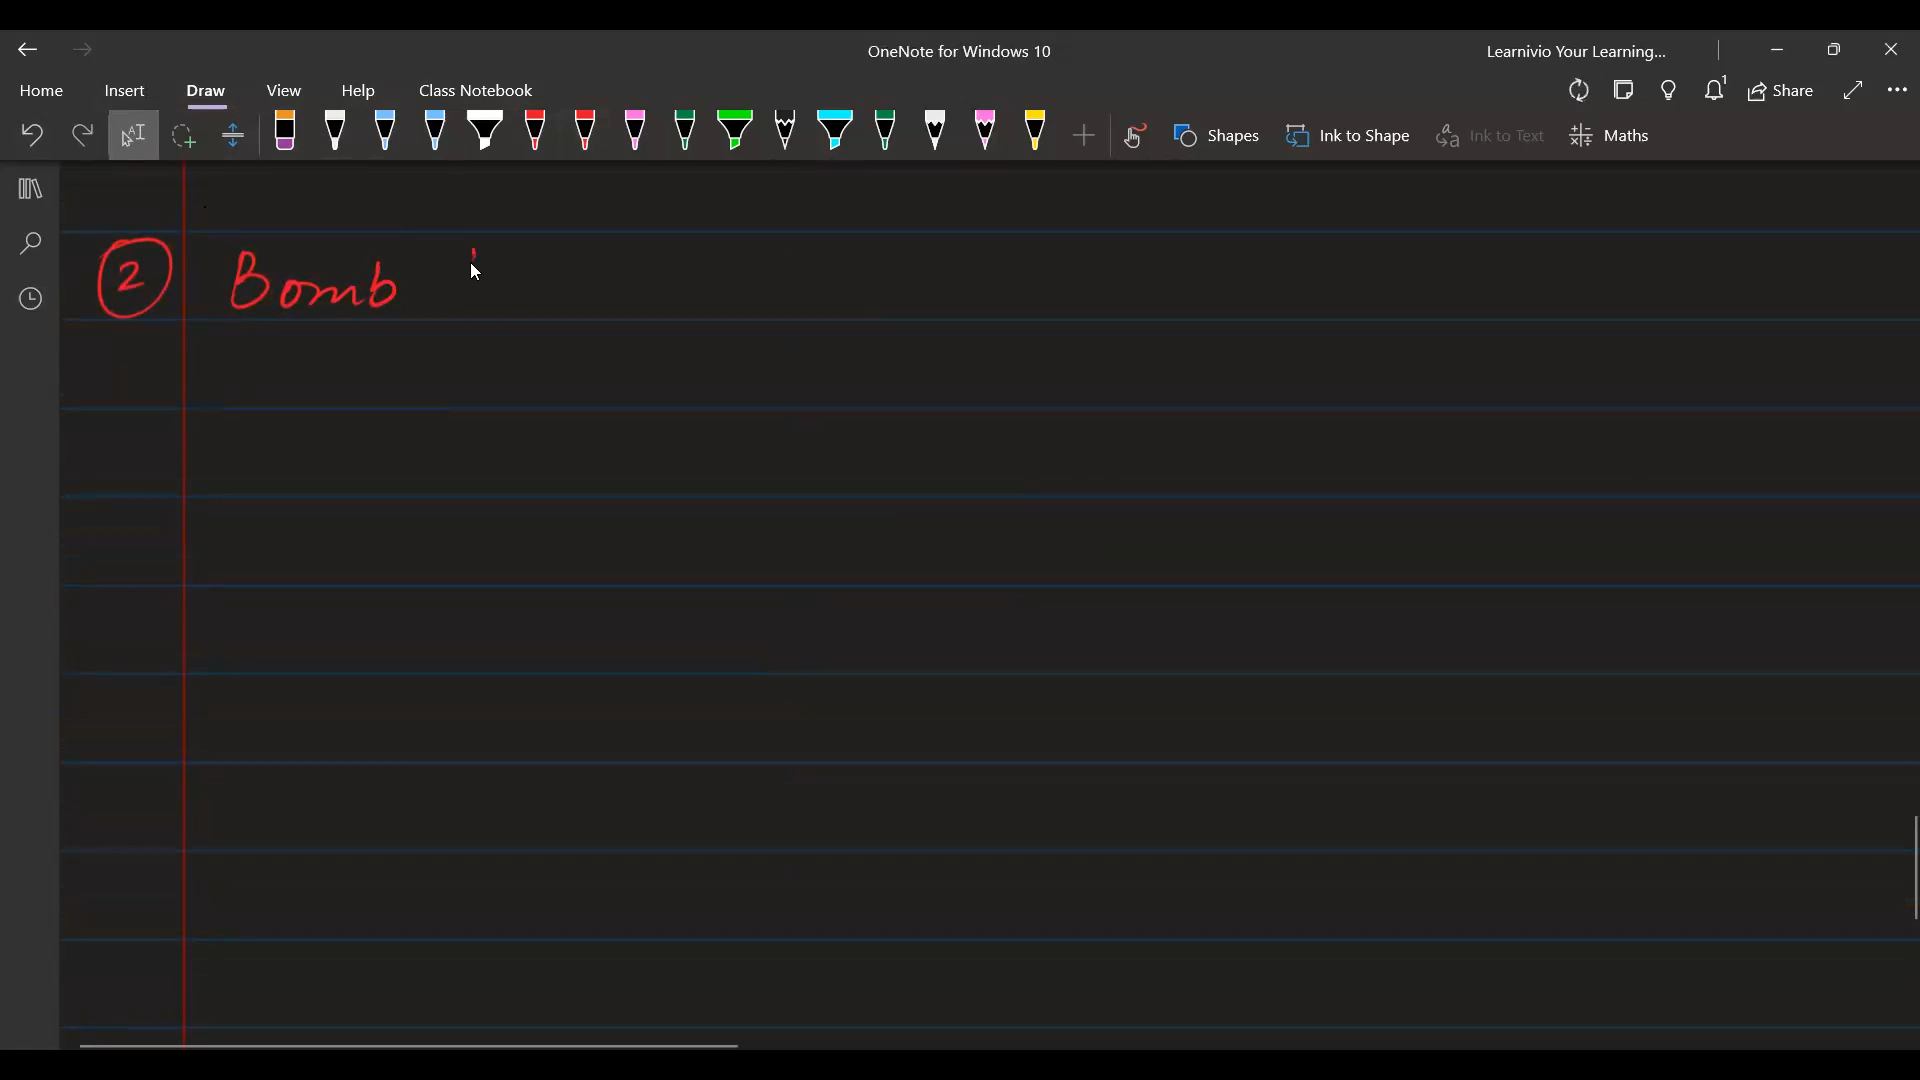 OneNote for Windows 10
Learnivio Your Learning...
Home Insert Draw View Help Class Notebook
1 Share
Shapes Ink to Shape Ink to Text Maths
2 Bomb